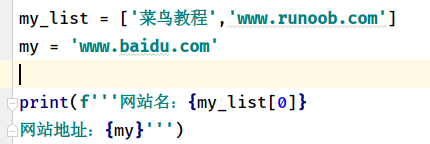 my_list = ['菜鸟教程','www.runoob.com']
my = 'www.baidu.com'
print(f'''网站名：{my_list[0]}
网站地址：{my}''')